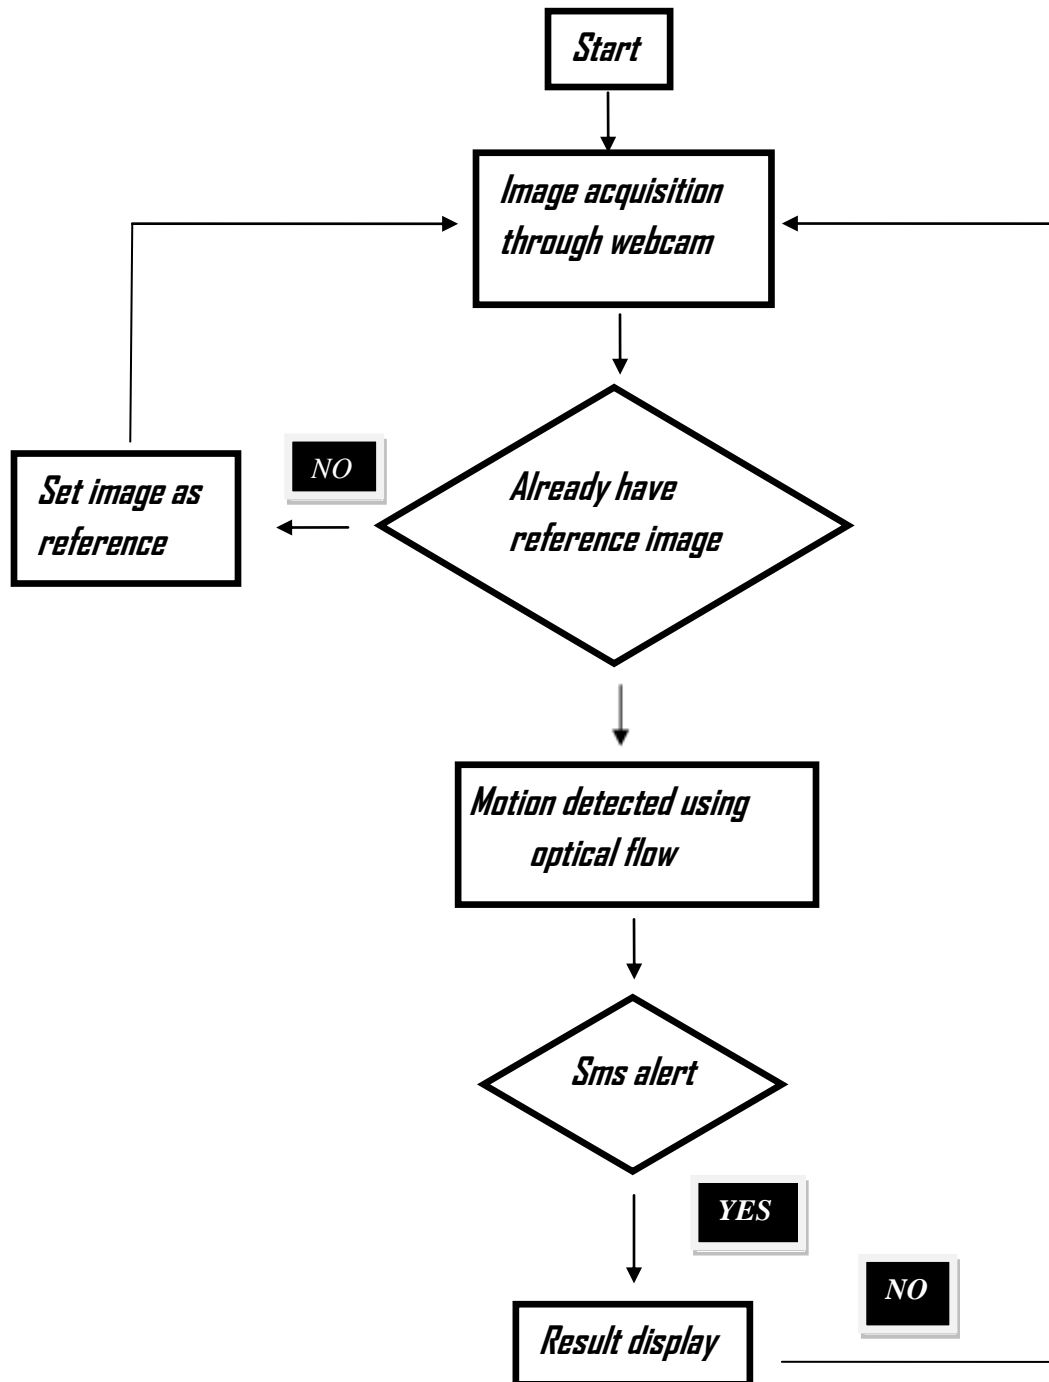 Start
Image acquisition
through webcam
NO
Set image as
reference
Already have
reference image
Motion detected using
optical flow
Sms alert
YES
NO
Result display